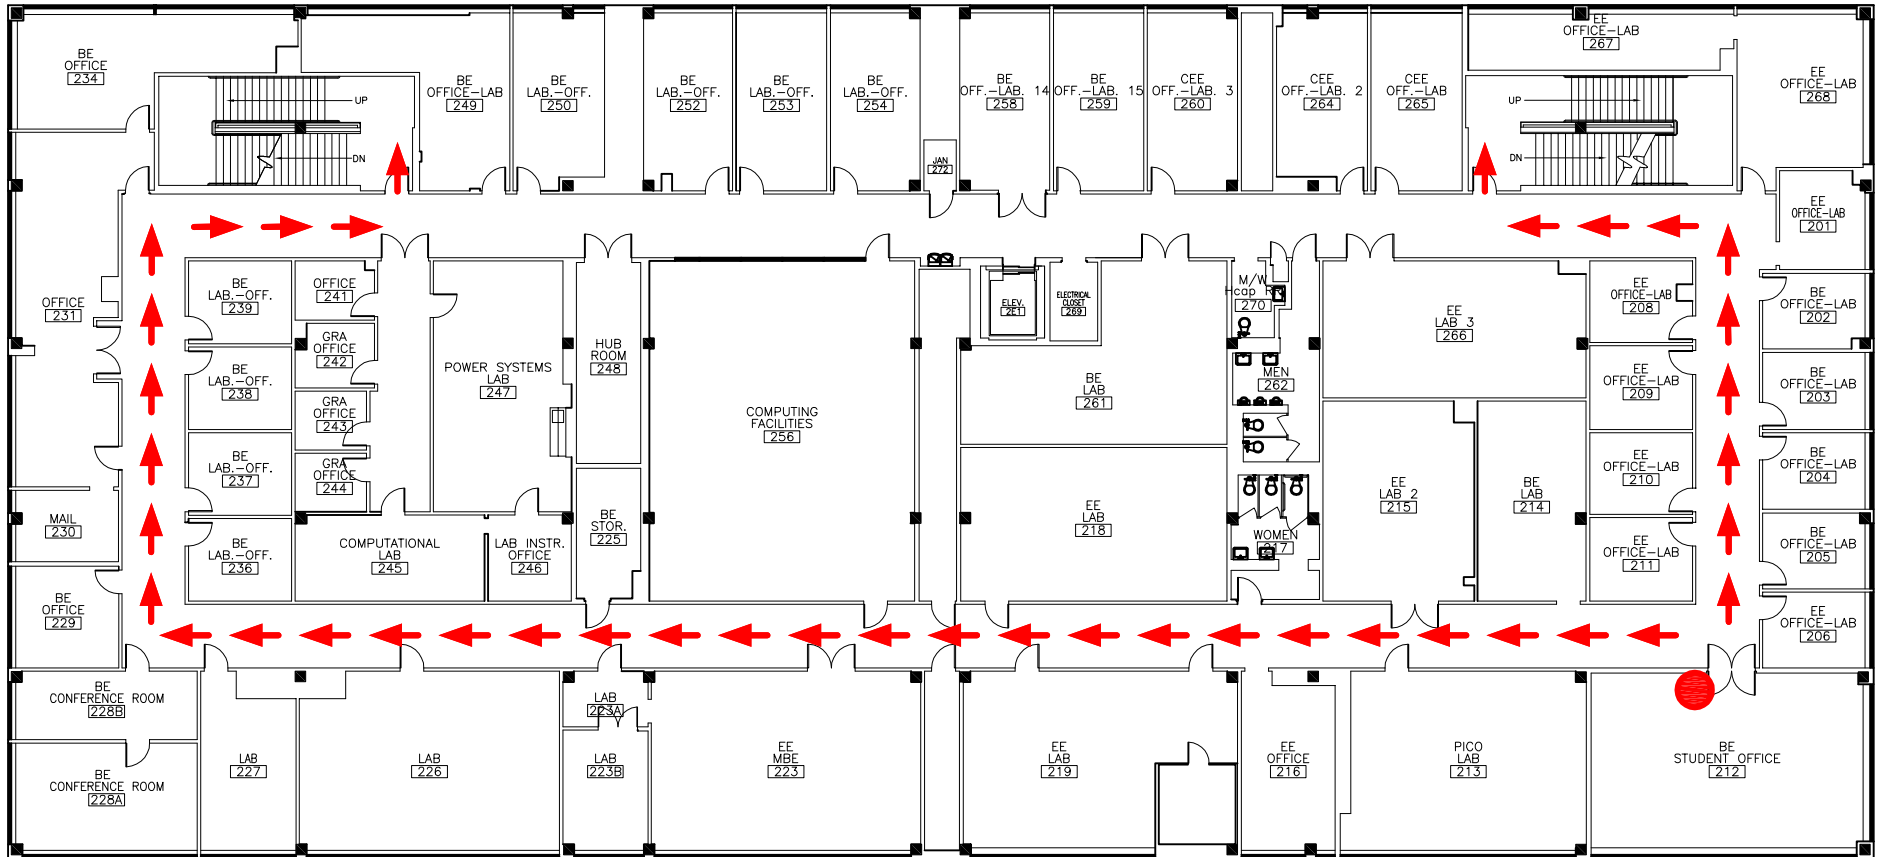 BE
OFFICE
234
UP
DN
BE
OFFICE-LAB
249
BE
LAB.-OFF.
250
BE
LAB.-OFF.
252
BE
LAB.-OFF.
253
BE
LAB.-OFF.
254
JAN
272
BE
OFF.-LAB. 14
258
BE
OFF.-LAB. 15
259
CEE
OFF.-LAB. 3
260
CEE
OFF.-LAB. 2
264
CEE
OFF.-LAB
265
EE
OFFICE-LAB
267
UP
DN
EE
OFFICE-LAB
268
EE
OFFICE-LAB
201
OFFICE
231
BE
LAB.-OFF.
239
OFFICE
241
GRA
OFFICE
242
BE
LAB.-OFF.
238
GRA
OFFICE
243
BE
LAB.-OFF.
237
GRA
OFFICE
244
POWER SYSTEMS
LAB
247
HUB
ROOM
248
COMPUTING
FACILITIES
256
ELEV.
2E1
ELECTRICAL
CLOSET
269
M/W
Hcap RR
270
MEN
262
BE
LAB
261
EE
LAB 3
266
EE
OFFICE-LAB
208
BE
OFFICE-LAB
202
EE
OFFICE-LAB
209
BE
OFFICE-LAB
203
EE
OFFICE-LAB
210
BE
OFFICE-LAB
204
MAIL
230
BE
LAB.-OFF.
236
COMPUTATIONAL
LAB
245
LAB INSTR.
OFFICE
246
BE
STOR.
225
EE
LAB
218
WOMEN
217
EE
LAB 2
215
BE
LAB
214
EE
OFFICE-LAB
211
BE
OFFICE-LAB
205
BE
OFFICE
229
EE
OFFICE-LAB
206
BE
CONFERENCE ROOM
228B
BE
CONFERENCE ROOM
228A
LAB
227
LAB
226
LAB
223A
LAB
223B
EE
MBE
223
EE
LAB
219
EE
OFFICE
216
PICO
LAB
213
BE
STUDENT OFFICE
212